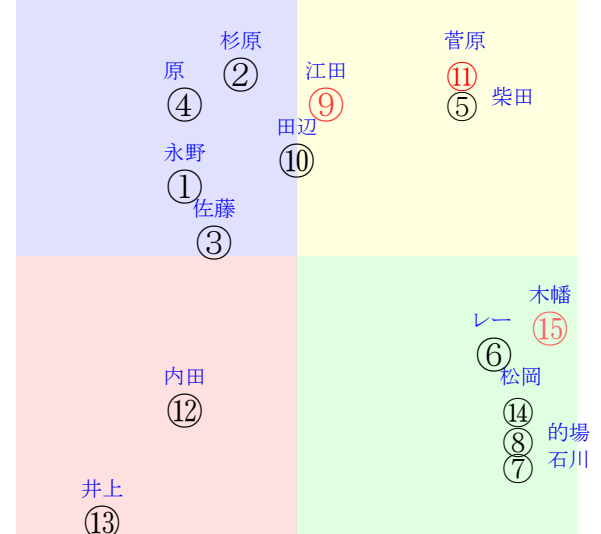 杉原
②
菅原
⑪
原
④
江田
⑨
⑤
柴田
田辺
⑩
永野
①
佐藤
③
木幡
⑮
レー
⑥
松岡
⑭
内田
⑫
的場
⑧
石川
⑦
井上
⑬